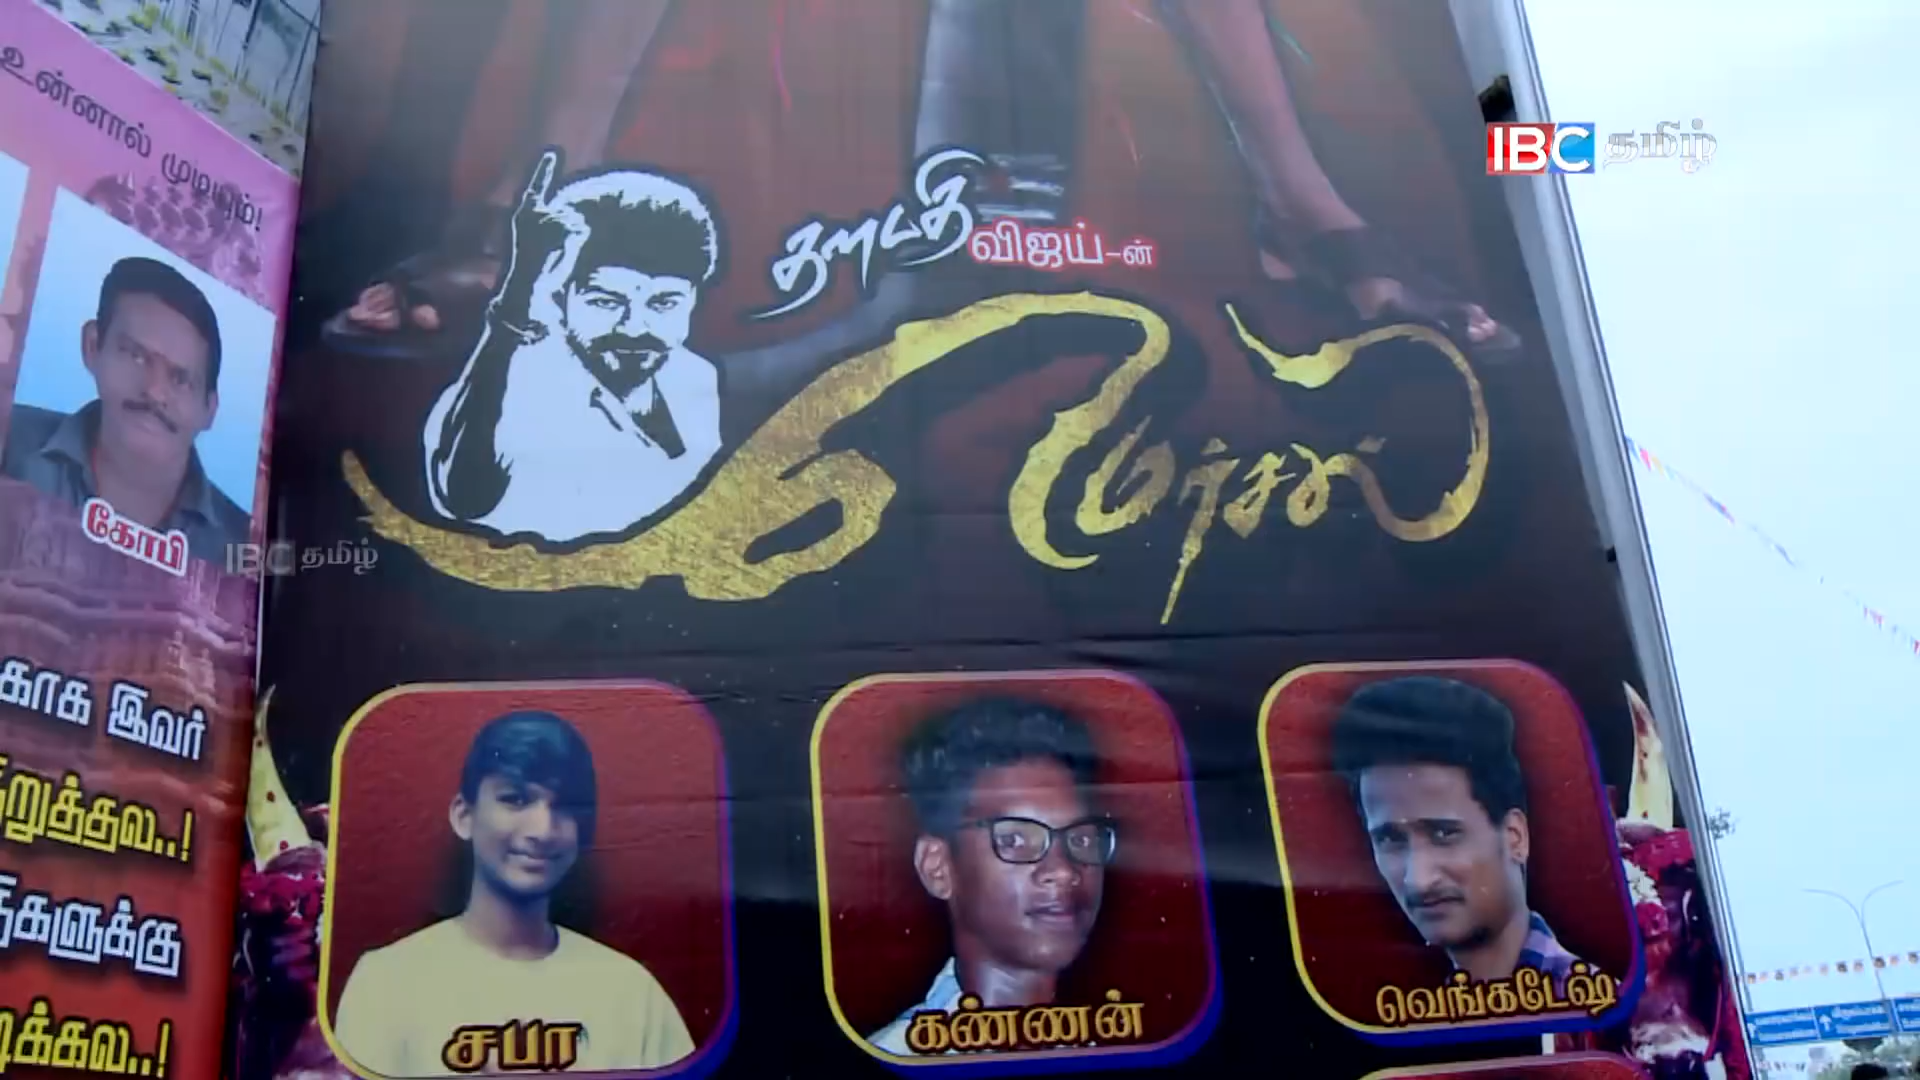 உன்னால் முடியும்!
IBC தமிழ்
தளபதி விஜய்-ன்
மெர்சல்
கோபி
IBC தமிழ்
காக இவர்
றுத்தல..!
களுக்கு
க்கல..!
சபா
கண்ணன்
வெங்கடேஷ்